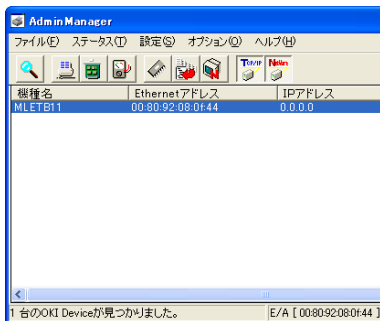 AdminManager
ファイル(F) ステータス(T) 設定(S) オプション(O) ヘルプ(H)
TCP/IP NetWare
機種名 Ethernetアドレス IPアドレス
MLETB11 00:80:92:08:0f:44 0.0.0.0
1 台のOKI Deviceが見つかりました。 E/A [ 00:80:92:08:0f:44 ]